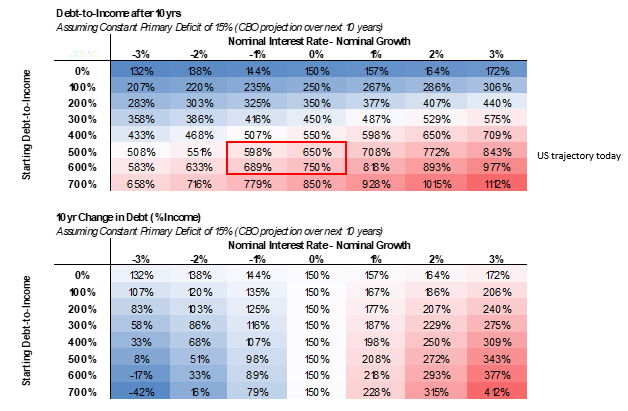 Debt-to-Income after 10yrs
Assuming Constant Primary Deficit of 15% (CBO projection over next 10 years)
Nominal Interest Rate - Nominal Growth
-3% -2% -1% 0% 1% 2% 3%
0% 132% 138% 144% 150% 157% 164% 172%
100% 207% 220% 235% 250% 267% 286% 306%
200% 283% 303% 325% 350% 377% 407% 440%
300% 358% 386% 416% 450% 487% 529% 575%
400% 433% 468% 507% 550% 598% 650% 709%
500% 508% 551% 598% 650% 708% 772% 843%
600% 583% 633% 689% 750% 818% 893% 977%
700% 658% 716% 779% 850% 928% 1015% 1112%
Starting Debt-to-Income
US trajectory today
10yr Change in Debt (% Income)
Assuming Constant Primary Deficit of 15% (CBO projection over next 10 years)
Nominal Interest Rate - Nominal Growth
-3% -2% -1% 0% 1% 2% 3%
0% 132% 138% 144% 150% 157% 164% 172%
100% 107% 120% 135% 150% 167% 186% 206%
200% 83% 103% 125% 150% 177% 207% 240%
300% 58% 86% 116% 150% 187% 229% 275%
400% 33% 68% 107% 150% 198% 250% 309%
500% 8% 51% 98% 150% 208% 272% 343%
600% -17% 33% 89% 150% 218% 293% 377%
700% -42% 16% 79% 150% 228% 315% 412%
Starting Debt-to-Income